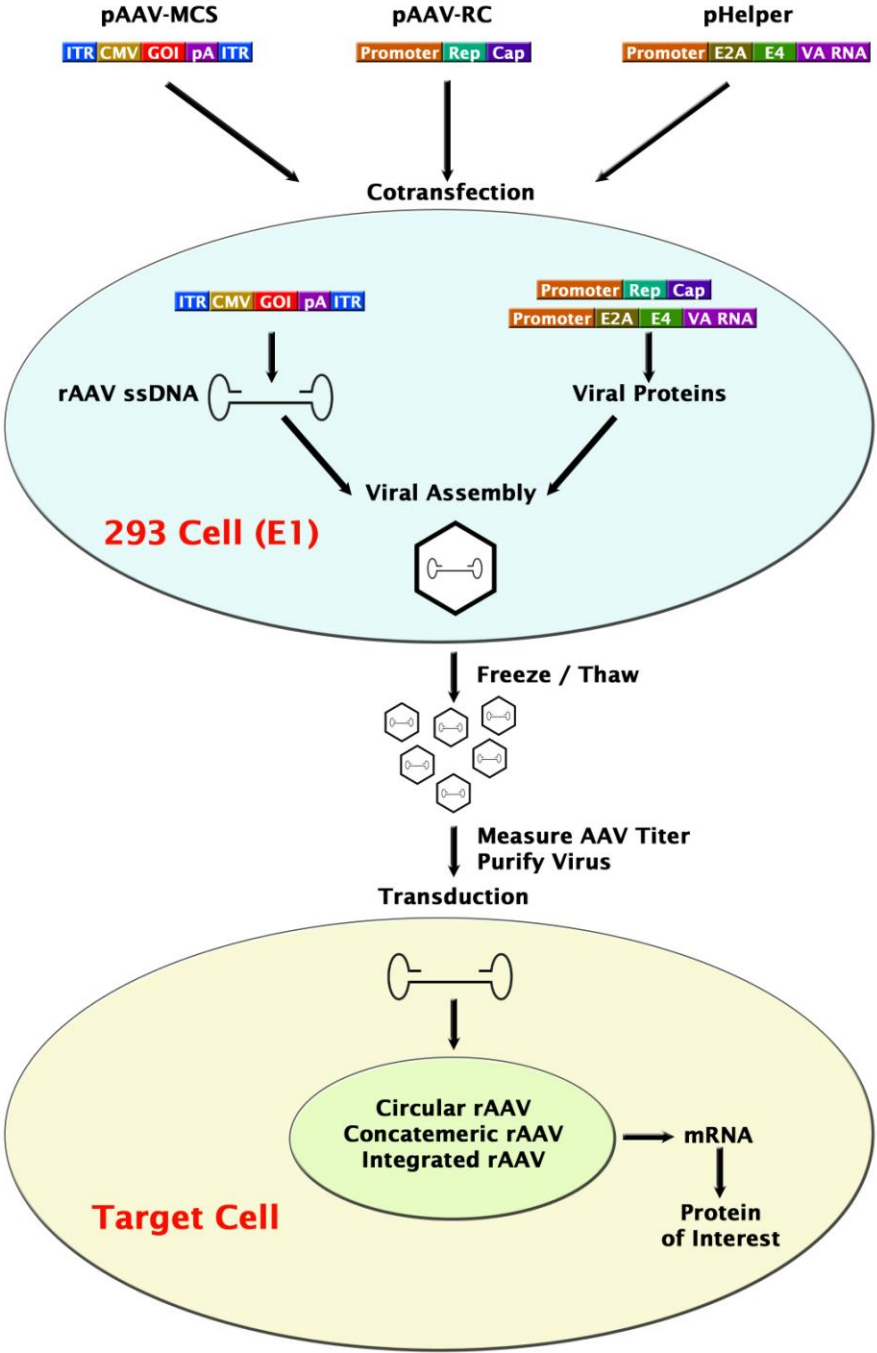 pAAV-MCS
pAAV-RC
pHelper
ITR CMV GOI pA ITR
Promoter Rep Cap
Promoter E2A E4 VA RNA
Cotransfection
ITR CMV GOI pA ITR
Promoter Rep Cap
Promoter E2A E4 VA RNA
rAAV ssDNA
Viral Proteins
Viral Assembly
293 Cell (E1)
Freeze / Thaw
Measure AAV Titer
Purify Virus
Transduction
Circular rAAV
Concatemeric rAAV
Integrated rAAV
mRNA
Protein
of Interest
Target Cell